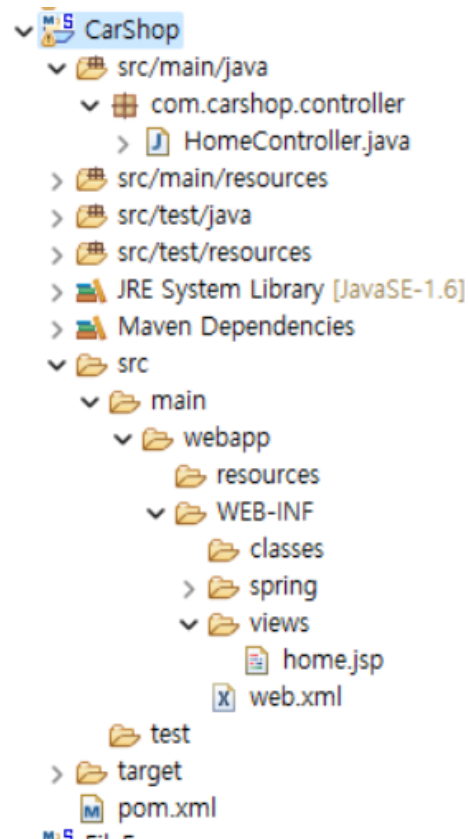 CarShop
src/main/java
com.carshop.controller
HomeController.java
src/main/resources
src/test/java
src/test/resources
JRE System Library [JavaSE-1.6]
Maven Dependencies
src
main
webapp
resources
WEB-INF
classes
spring
views
home.jsp
web.xml
test
target
pom.xml